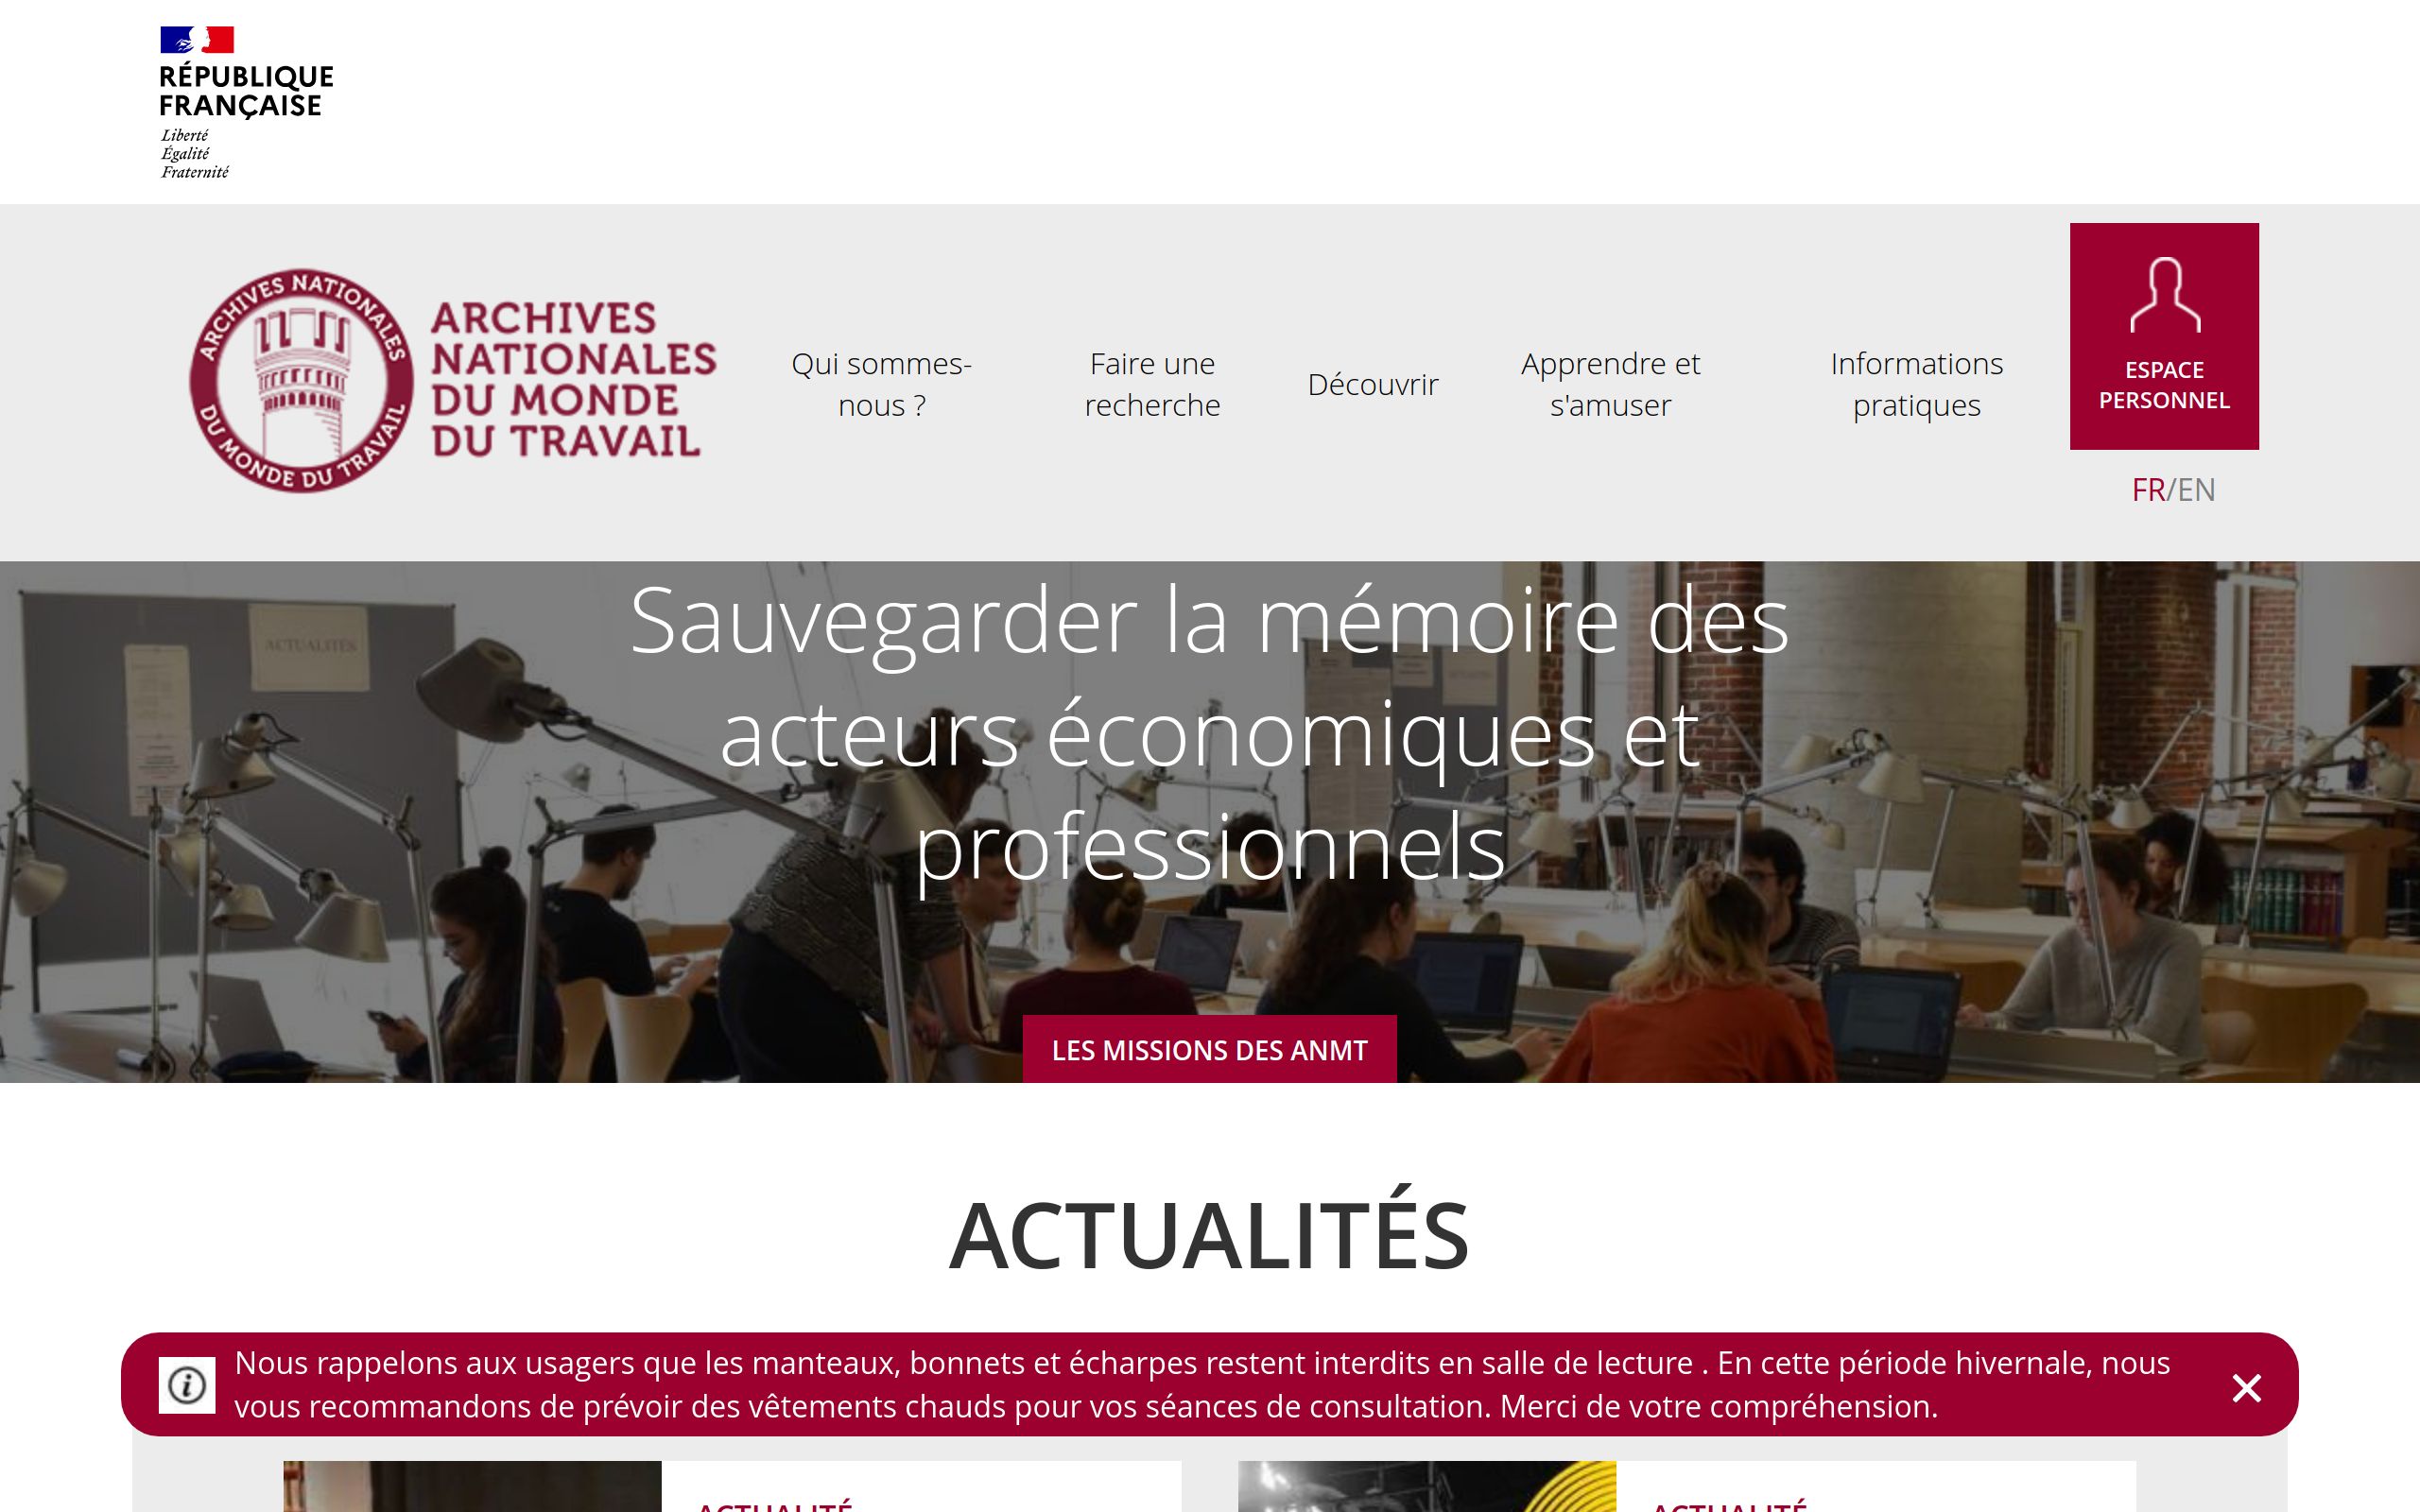 RÉPUBLIQUE
FRANÇAISE
Liberté
Égalité
Fraternité
ARCHIVES NATIONALES
DU MONDE DU TRAVAIL
ARCHIVES
NATIONALES
DU MONDE
DU TRAVAIL
Qui sommes-
nous ?
Faire une
recherche
Découvrir
Apprendre et
s'amuser
Informations
pratiques
ESPACE
PERSONNEL
FR/EN
ACTUALITÉS
Sauvegarder la mémoire des
acteurs économiques et
professionnels
LES MISSIONS DES ANMT
ACTUALITÉS
Nous rappelons aux usagers que les manteaux, bonnets et écharpes restent interdits en salle de lecture . En cette période hivernale, nous
vous recommandons de prévoir des vêtements chauds pour vos séances de consultation. Merci de votre compréhension.
ACTUALITÉ
ACTUALITÉ